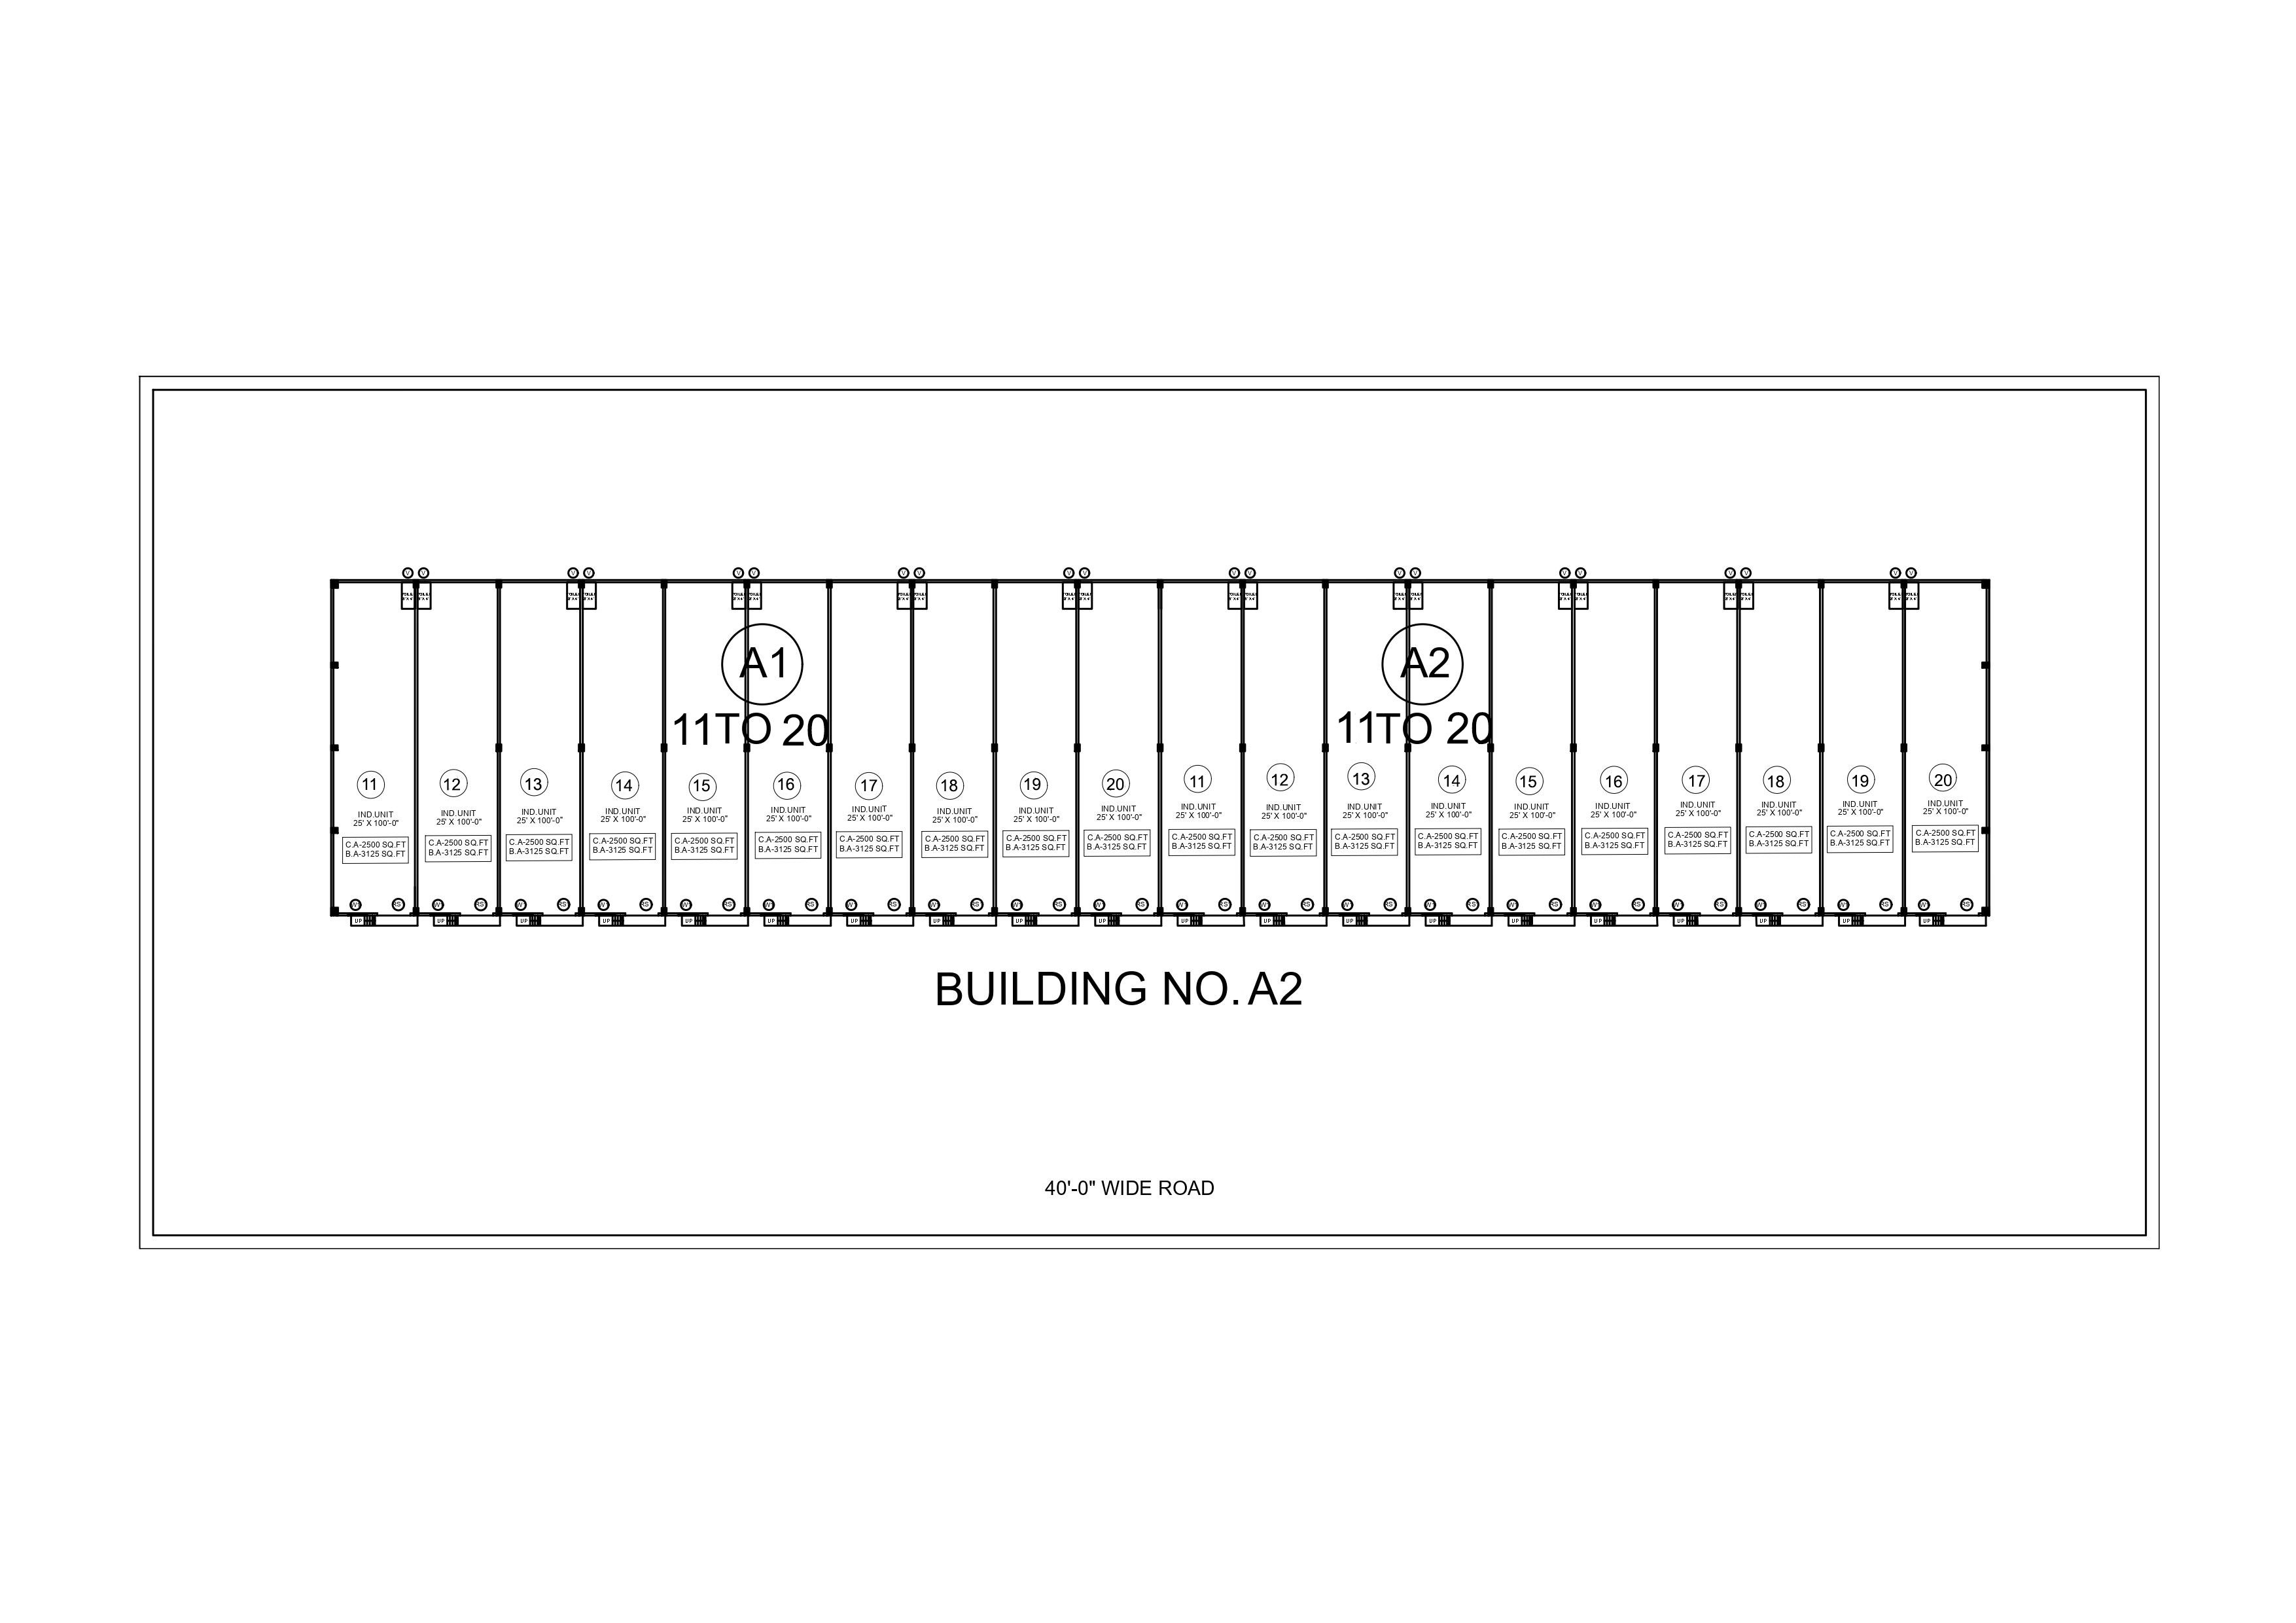 A1
11TO 20
A2
11TO 20
11
IND.UNIT
25' X 100'-0"
C.A-2500 SQ.FT
B.A-3125 SQ.FT
12
IND.UNIT
25' X 100'-0"
C.A-2500 SQ.FT
B.A-3125 SQ.FT
13
IND.UNIT
25' X 100'-0"
C.A-2500 SQ.FT
B.A-3125 SQ.FT
14
IND.UNIT
25' X 100'-0"
C.A-2500 SQ.FT
B.A-3125 SQ.FT
15
IND.UNIT
25' X 100'-0"
C.A-2500 SQ.FT
B.A-3125 SQ.FT
16
IND.UNIT
25' X 100'-0"
C.A-2500 SQ.FT
B.A-3125 SQ.FT
17
IND.UNIT
25' X 100'-0"
C.A-2500 SQ.FT
B.A-3125 SQ.FT
18
IND.UNIT
25' X 100'-0"
C.A-2500 SQ.FT
B.A-3125 SQ.FT
19
IND.UNIT
25' X 100'-0"
C.A-2500 SQ.FT
B.A-3125 SQ.FT
20
IND.UNIT
25' X 100'-0"
C.A-2500 SQ.FT
B.A-3125 SQ.FT
11
IND.UNIT
25' X 100'-0"
C.A-2500 SQ.FT
B.A-3125 SQ.FT
12
IND.UNIT
25' X 100'-0"
C.A-2500 SQ.FT
B.A-3125 SQ.FT
13
IND.UNIT
25' X 100'-0"
C.A-2500 SQ.FT
B.A-3125 SQ.FT
14
IND.UNIT
25' X 100'-0"
C.A-2500 SQ.FT
B.A-3125 SQ.FT
15
IND.UNIT
25' X 100'-0"
C.A-2500 SQ.FT
B.A-3125 SQ.FT
16
IND.UNIT
25' X 100'-0"
C.A-2500 SQ.FT
B.A-3125 SQ.FT
17
IND.UNIT
25' X 100'-0"
C.A-2500 SQ.FT
B.A-3125 SQ.FT
18
IND.UNIT
25' X 100'-0"
C.A-2500 SQ.FT
B.A-3125 SQ.FT
19
IND.UNIT
25' X 100'-0"
C.A-2500 SQ.FT
B.A-3125 SQ.FT
20
IND.UNIT
25' X 100'-0"
C.A-2500 SQ.FT
B.A-3125 SQ.FT
UP UP UP UP UP UP UP UP UP UP UP UP UP UP UP UP UP UP UP UP
BUILDING NO. A2
40'-0" WIDE ROAD